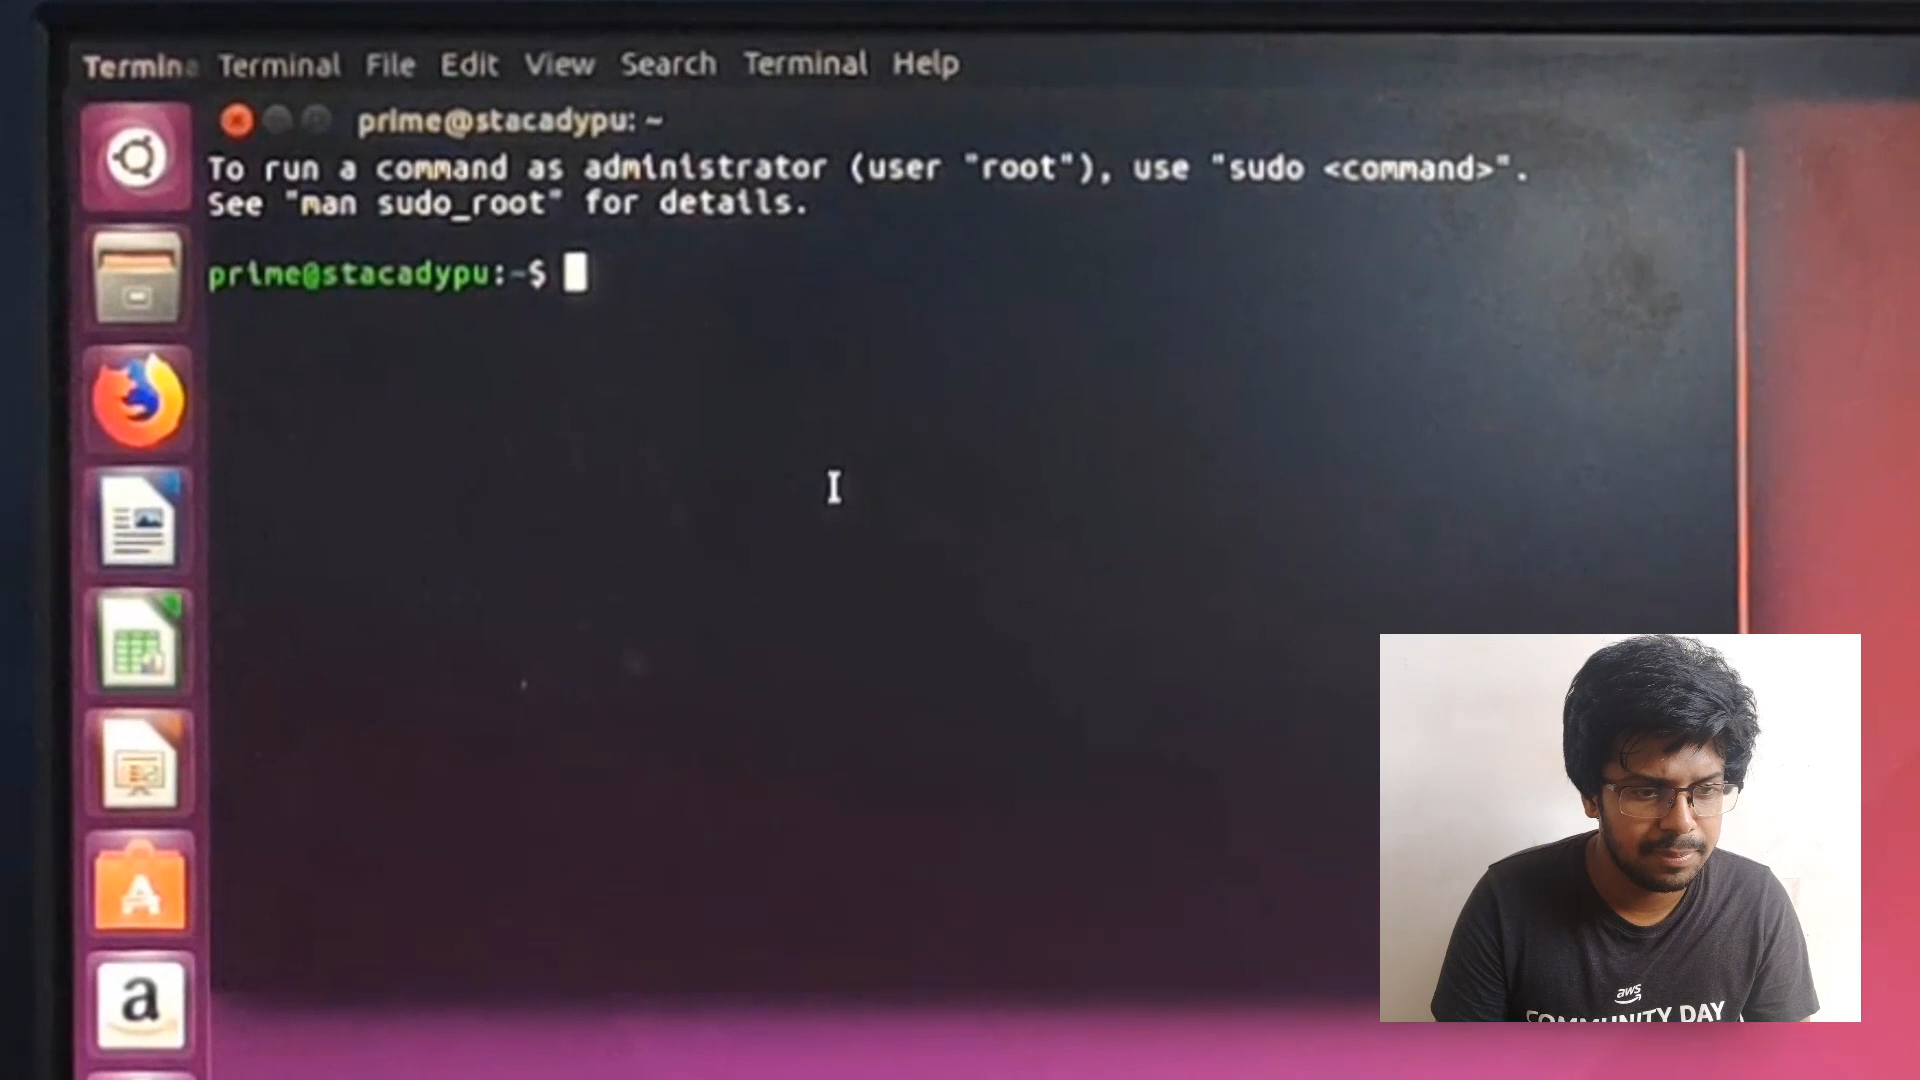 Termina Terminal File Edit View Search Terminal Help
prime@stacadypu: ~
To run a command as administrator (user "root"), use "sudo <command>".
See "man sudo_root" for details.
prime@stacadypu:~$
A
a
aws
COMMUNITY DAY